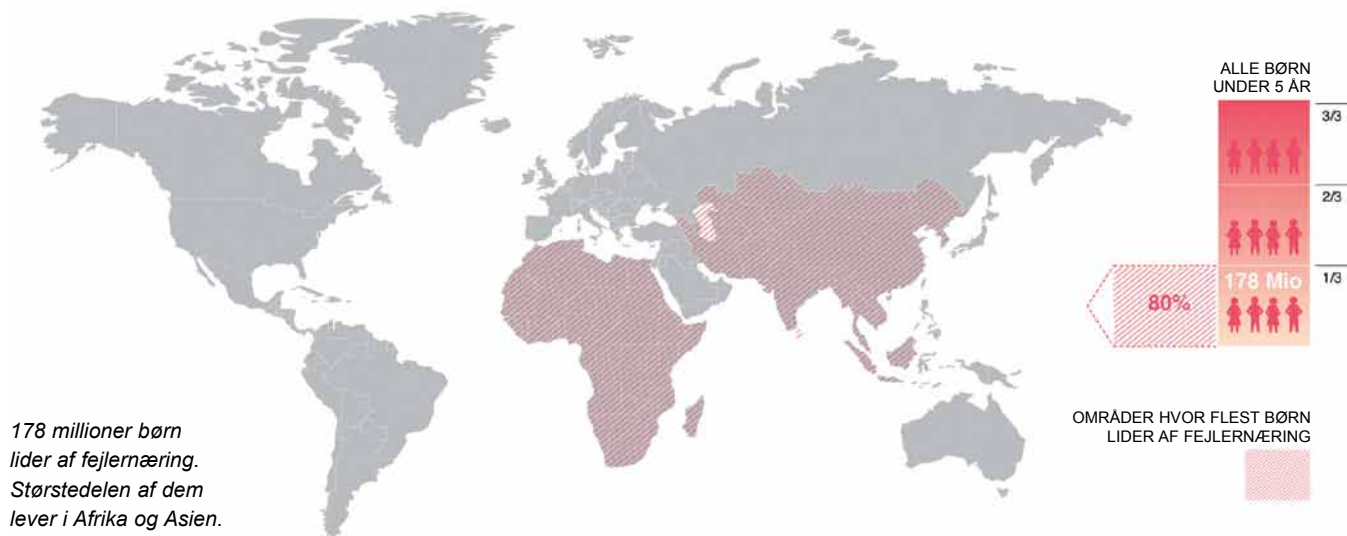 ALLE BØRN
UNDER 5 ÅR
3/3
2/3
1/3
178 Mio
80%
OMRÅDER HVOR FLEST BØRN
LIDER AF FEJLERNÆRING
178 millioner børn
lider af fejlernæring.
Størstedelen af dem
lever i Afrika og Asien.